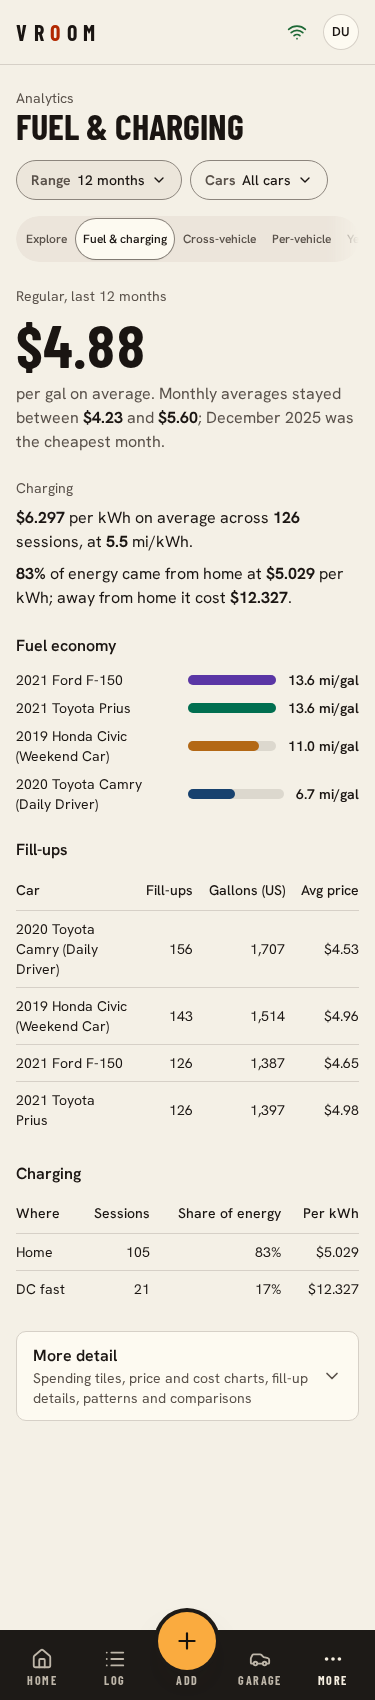 VROOM
DU
Analytics
FUEL & CHARGING
Range 12 months
Cars All cars
Explore Fuel & charging Cross-vehicle Per-vehicle
Regular, last 12 months
$4.88
per gal on average. Monthly averages stayed
between $4.23 and $5.60; December 2025 was
the cheapest month.
Charging
$6.297 per kWh on average across 126
sessions, at 5.5 mi/kWh.
83% of energy came from home at $5.029 per
kWh; away from home it cost $12.327.
Fuel economy
2021 Ford F-150 13.6 mi/gal
2021 Toyota Prius 13.6 mi/gal
2019 Honda Civic
(Weekend Car) 11.0 mi/gal
2020 Toyota Camry
(Daily Driver) 6.7 mi/gal
Fill-ups
Car Fill-ups Gallons (US) Avg price
2020 Toyota
Camry (Daily 156 1,707 $4.53
Driver)
2019 Honda Civic
(Weekend Car) 143 1,514 $4.96
2021 Ford F-150 126 1,387 $4.65
2021 Toyota
Prius 126 1,397 $4.98
Charging
Where Sessions Share of energy Per kWh
Home 105 83% $5.029
DC fast 21 17% $12.327
More detail
Spending tiles, price and cost charts, fill-up
details, patterns and comparisons
HOME LOG ADD GARAGE MORE